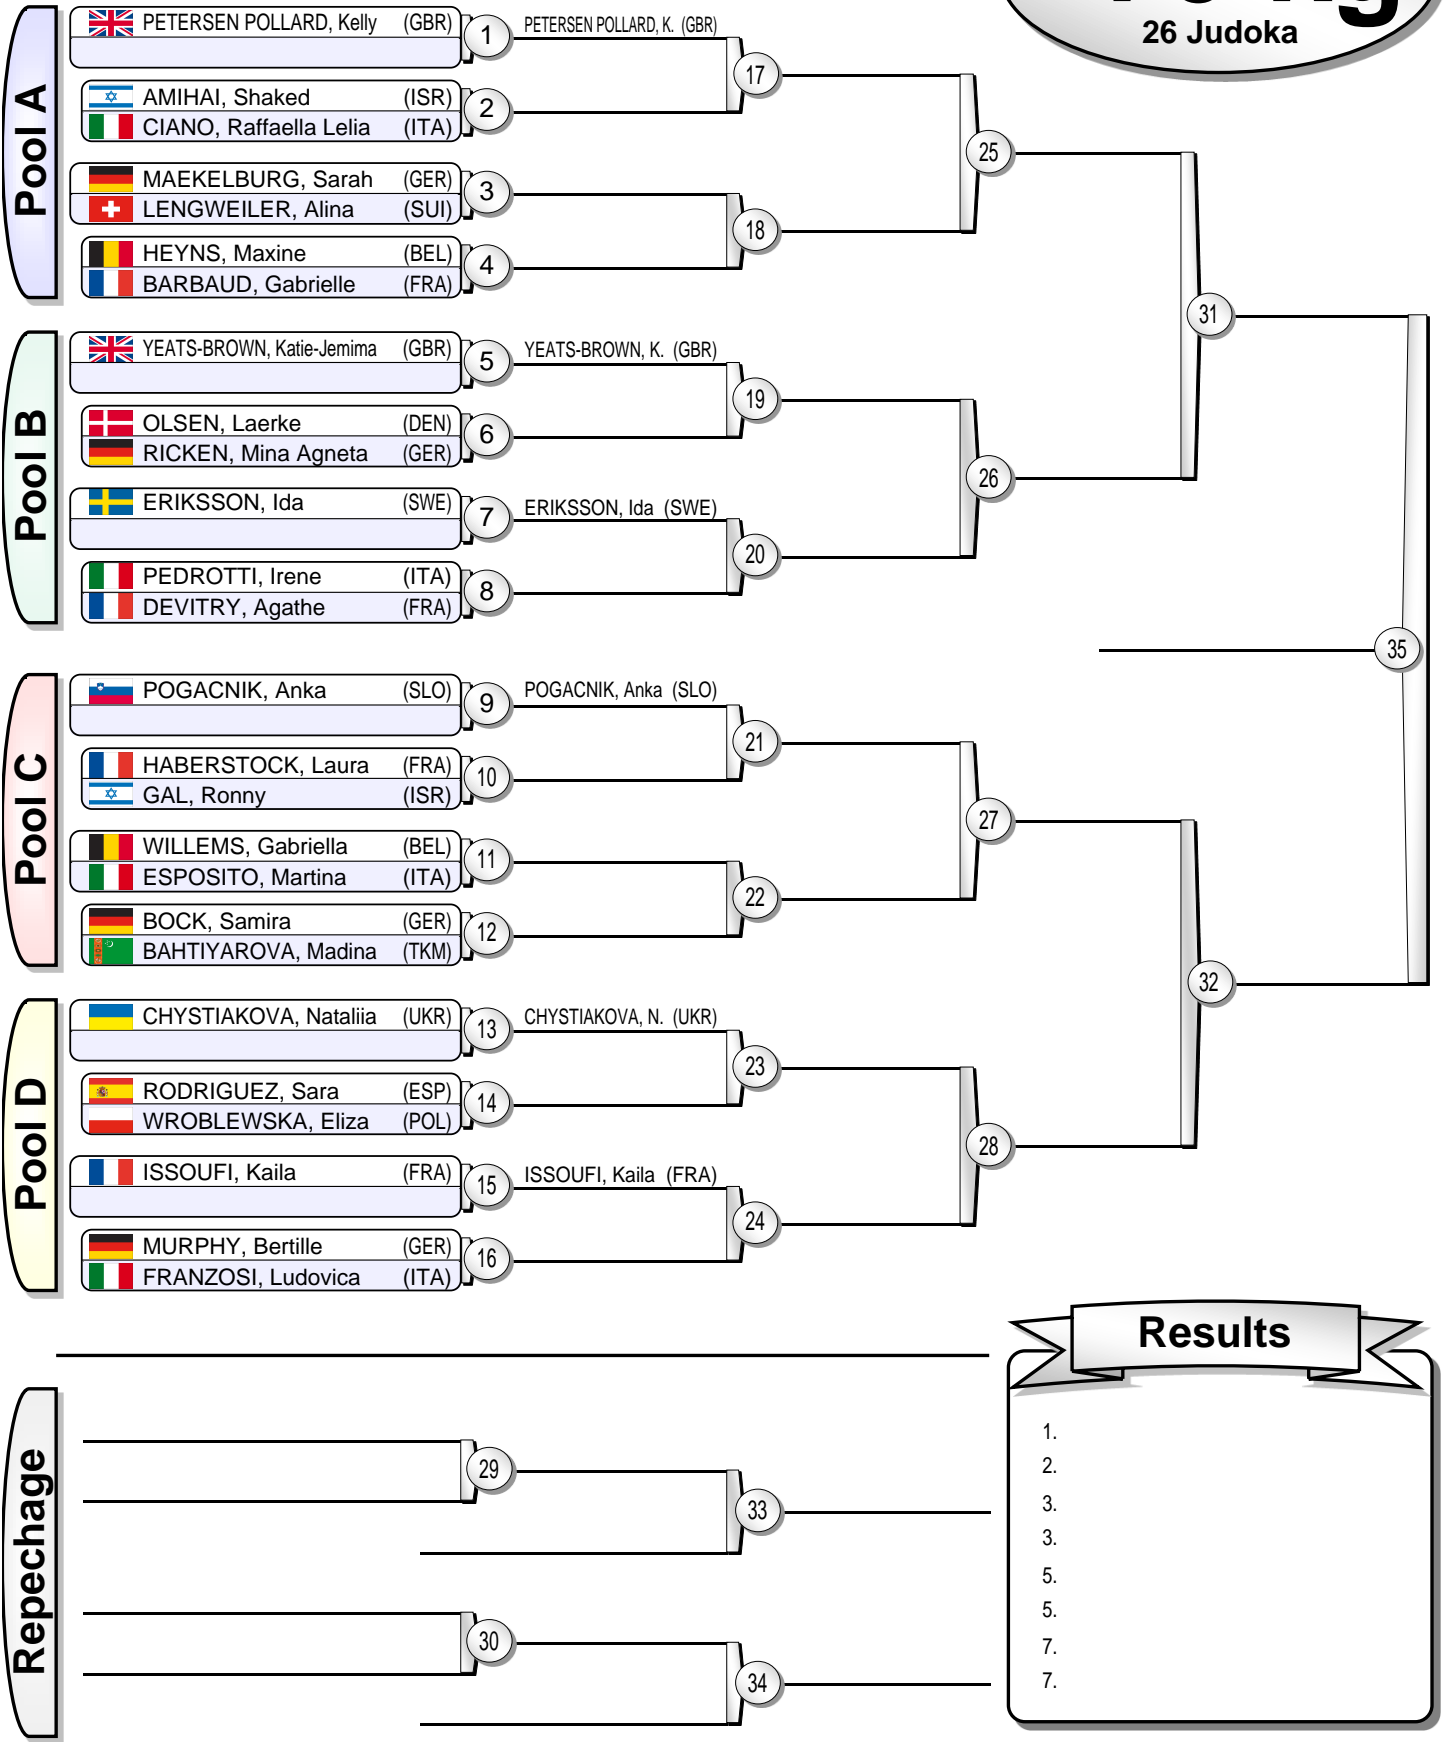 26 Judoka
Pool A
PETERSEN POLLARD, Kelly (GBR) 1 PETERSEN POLLARD, K. (GBR)
17
AMIHAI, Shaked (ISR)
CIANO, Raffaella Lelia (ITA) 2
25
MAEKELBURG, Sarah (GER)
LENGWEILER, Alina (SUI) 3
18
HEYNS, Maxine (BEL)
BARBAUD, Gabrielle (FRA) 4
31
Pool B
YEATS-BROWN, Katie-Jemima (GBR) 5 YEATS-BROWN, K. (GBR)
19
OLSEN, Laerke (DEN)
RICKEN, Mina Agneta (GER) 6
26
ERIKSSON, Ida (SWE) 7 ERIKSSON, Ida (SWE)
20
PEDROTTI, Irene (ITA)
DEVITRY, Agathe (FRA) 8
35
Pool C
POGACNIK, Anka (SLO) 9 POGACNIK, Anka (SLO)
21
HABERSTOCK, Laura (FRA)
GAL, Ronny (ISR) 10
27
WILLEMS, Gabriella (BEL)
ESPOSITO, Martina (ITA) 11
22
BOCK, Samira (GER)
BAHTIYAROVA, Madina (TKM) 12
32
Pool D
CHYSTIAKOVA, Nataliia (UKR) 13 CHYSTIAKOVA, N. (UKR)
23
RODRIGUEZ, Sara (ESP)
WROBLEWSKA, Eliza (POL) 14
28
ISSOUFI, Kaila (FRA) 15 ISSOUFI, Kaila (FRA)
24
MURPHY, Bertille (GER)
FRANZOSI, Ludovica (ITA) 16
Repechage
29
33
30
34
Results
1.
2.
3.
3.
5.
5.
7.
7.